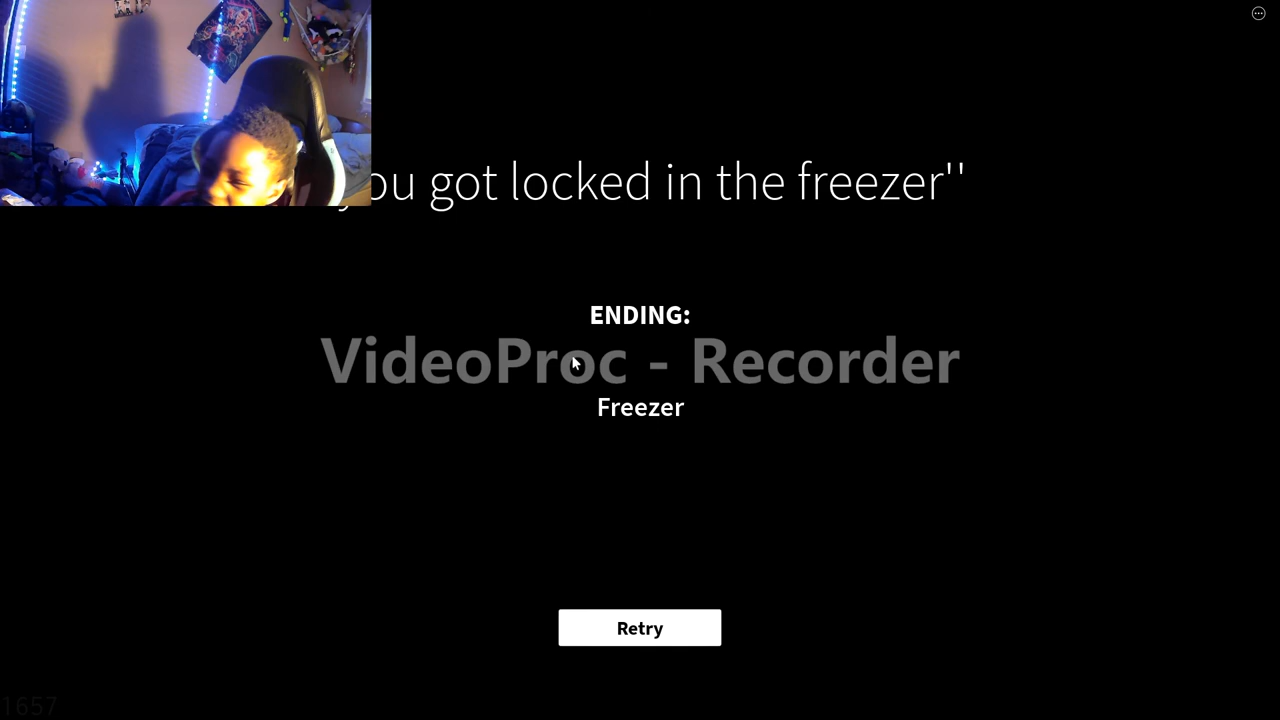 ou got locked in the freezer"
ENDING:
VideoProc - Recorder
Freezer
Retry
1657